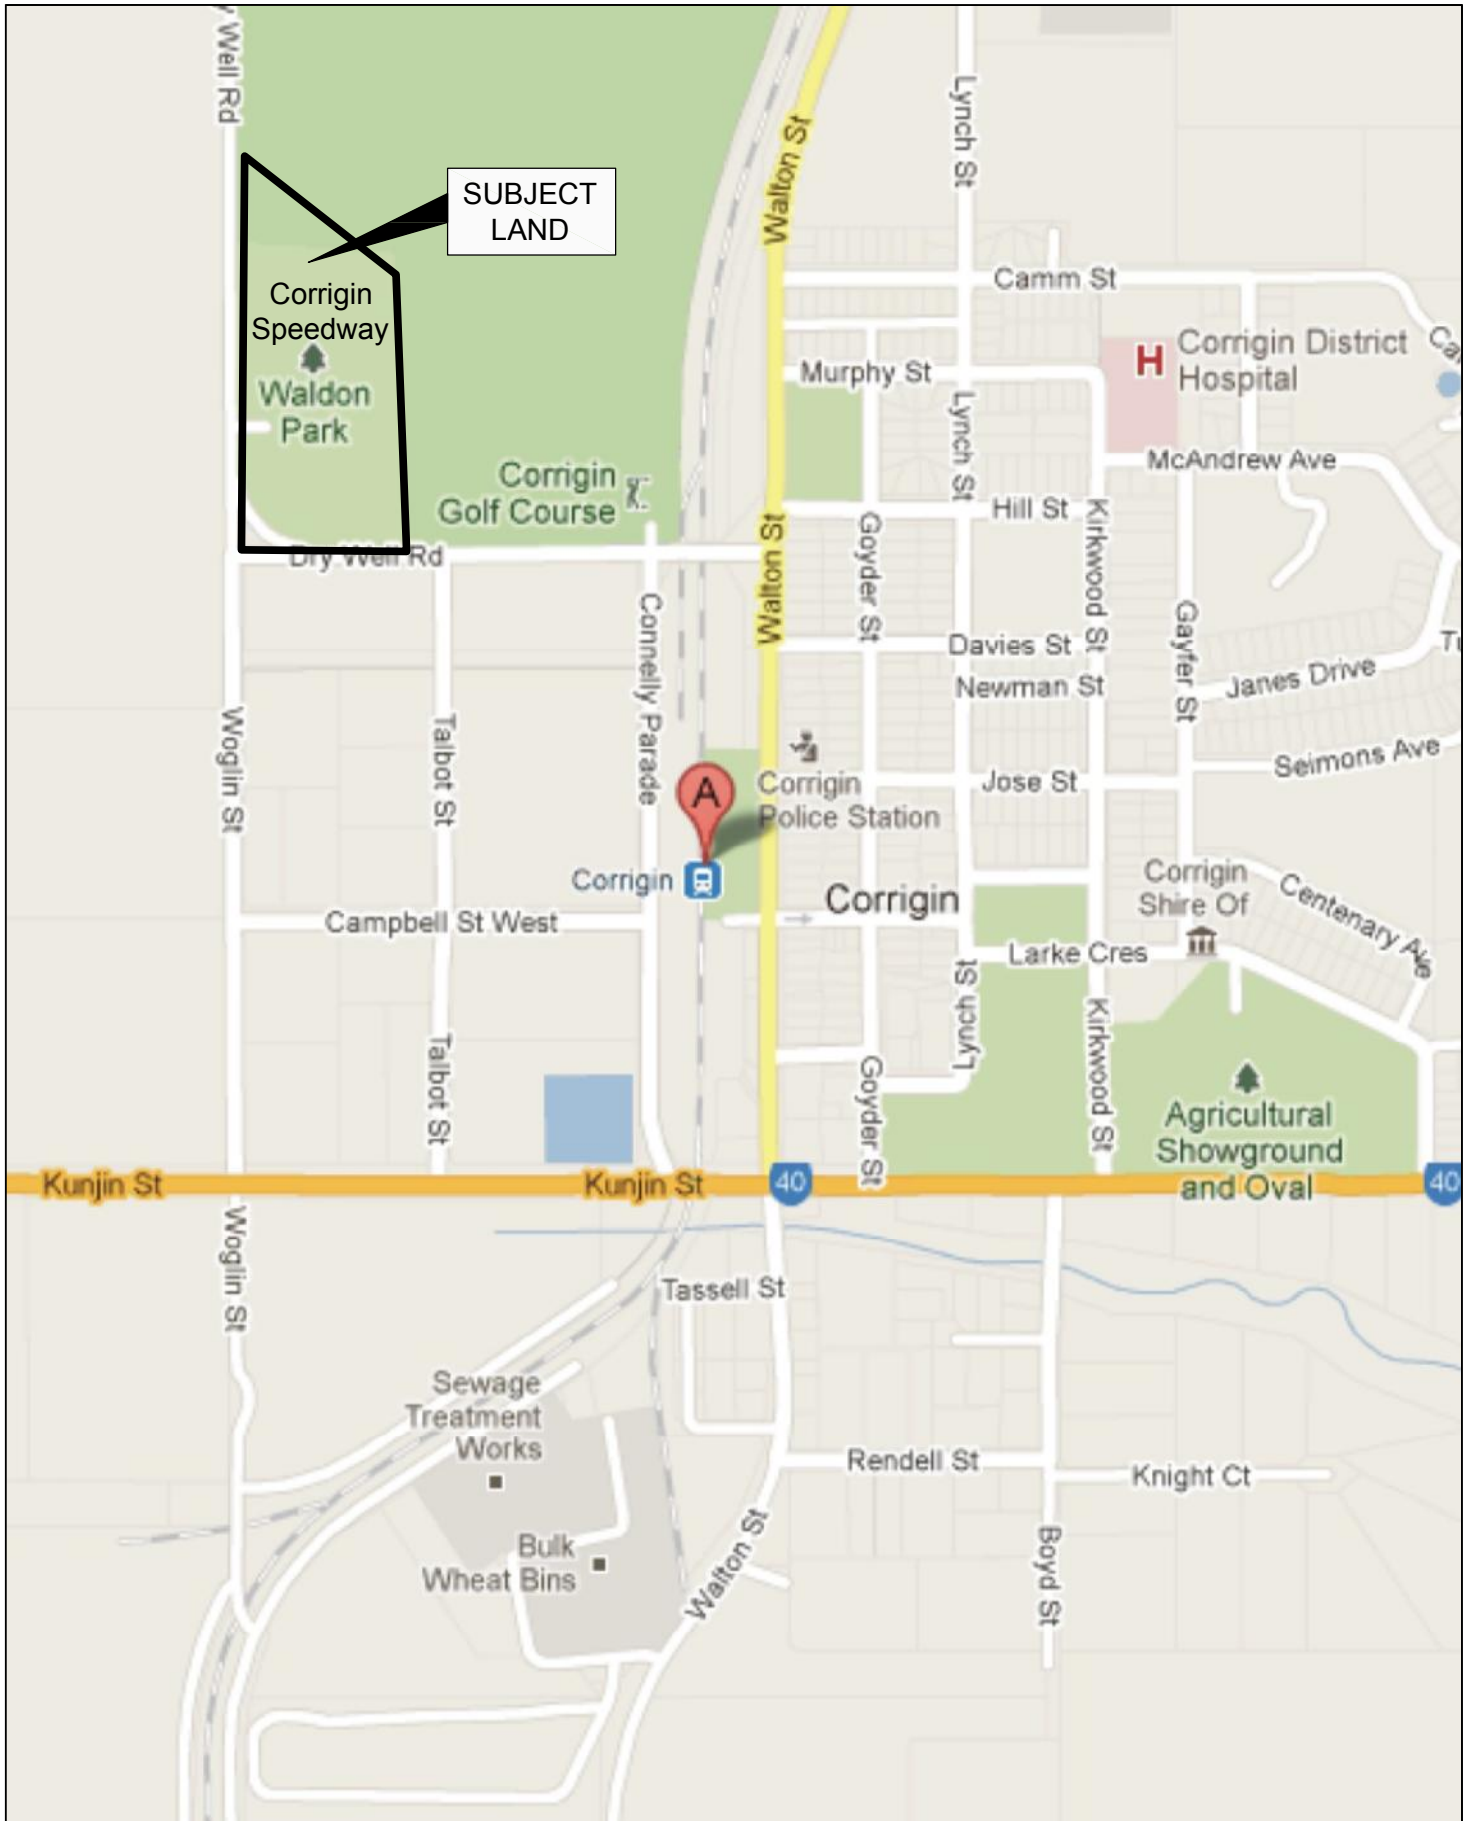 y Well Rd
Lynch St
Walton St
SUBJECT
LAND
Camm St
Corrigin
Speedway
Waldon
Park
Murphy St
H
Corrigin District
Hospital
Lynch St
McAndrew Ave
Corrigin
Golf Course
Hill St
Kirkwood St
Goyder St
Walton St
Dry Well Rd
Connelly Parade
Gayfer St
Davies St
Newman St
Janes Drive
Woglin St
Talbot St
Seimons Ave
A
Corrigin
Police Station
Jose St
Corrigin
Corrigin
Corrigin
Shire Of
Centenary Ave
Campbell St West
Larke Cres
Lynch St
Kirkwood St
Talbot St
Goyder St
Agricultural
Showground
and Oval
Kunjin St
Kunjin St
40
40
Woglin St
Tassell St
Sewage
Treatment
Works
Rendell St
Knight Ct
Bulk
Wheat Bins
Walton St
Boyd St